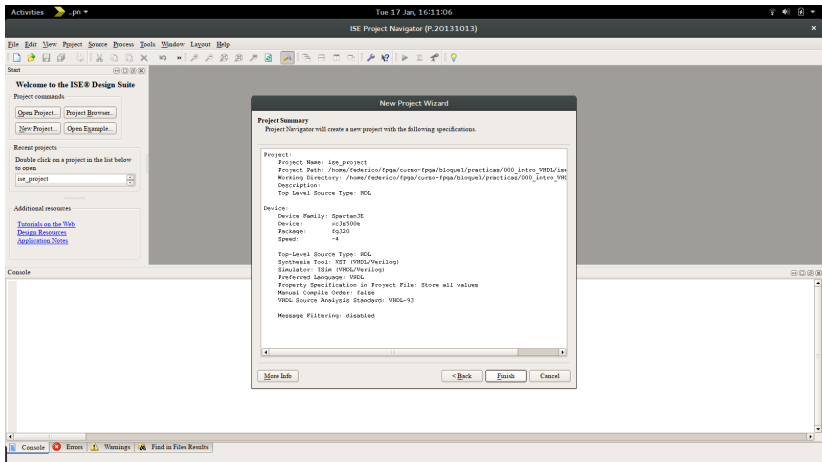 Activities
..pn
Tue 17 Jan, 16:11:06
ISE Project Navigator (P.20131013)
File Edit View Project Source Process Tools Window Layout Help
Start
Welcome to the ISE® Design Suite
Project commands
Open Project... Project Browser...
New Project... Open Example...
Recent projects
Double click on a project in the list below
to open
ise_project
Additional resources
Tutorials on the Web
Design Resources
Application Notes
New Project Wizard
Project Summary
Project Navigator will create a new project with the following specifications.
Project:
Project Name: ise_project
Project Path: /home/federico/fpga/curso-fpga/bloque1/practicas/000_intro_VHDL/ise
Working Directory: /home/federico/fpga/curso-fpga/bloque1/practicas/000_intro_VHD
Description:
Top Level Source Type: HDL
Device:
Device Family: Spartan3E
Device: xc3s500e
Package: fg320
Speed: -4
Top-Level Source Type: HDL
Synthesis Tool: XST (VHDL/Verilog)
Simulator: ISim (VHDL/Verilog)
Preferred Language: VHDL
Property Specification in Project File: Store all values
Manual Compile Order: false
VHDL Source Analysis Standard: VHDL-93
Message Filtering: disabled
More Info
< Back Finish Cancel
Console
Console Errors Warnings Find in Files Results